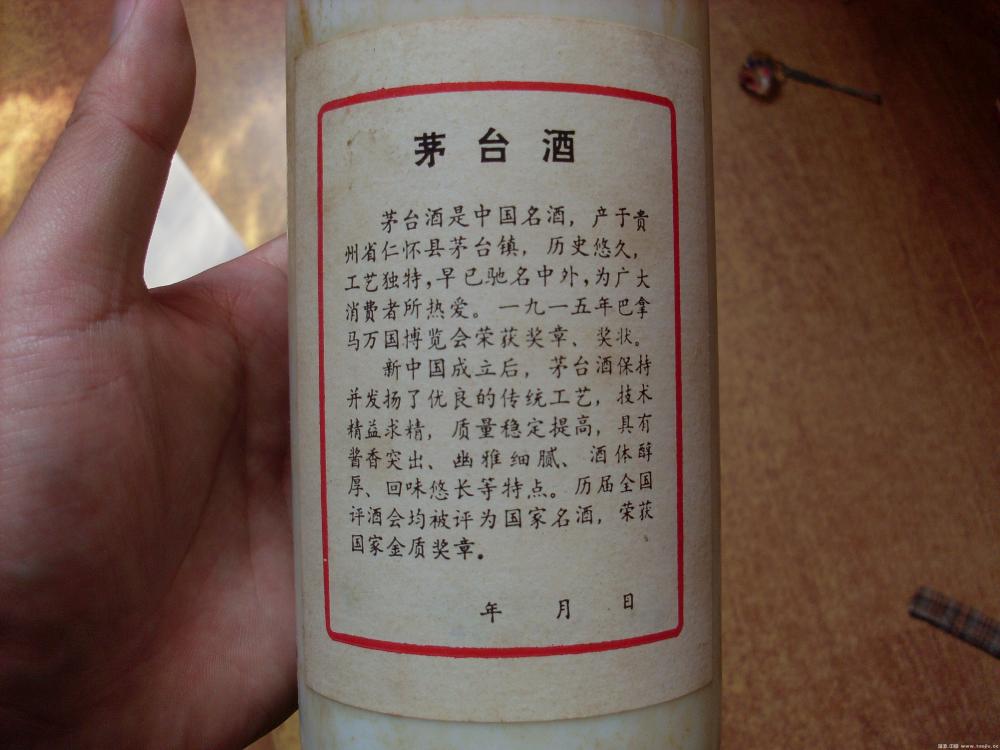 茅台酒
茅台酒是中国名酒，产于贵
州省仁怀县茅台镇，历史悠久，
工艺独特，早已驰名中外，为广大
消费者所热爱。一九一五年巴拿
马万国博览会荣获奖章、奖状。
新中国成立后，茅台酒保持
并发扬了优良的传统工艺，技术
精益求精，质量稳定提高，具有
酱香突出、幽雅细腻、酒体醇
厚、回味悠长等特点。历届全国
评酒会均被评为国家名酒，荣获
国家金质奖章。
年 月 日